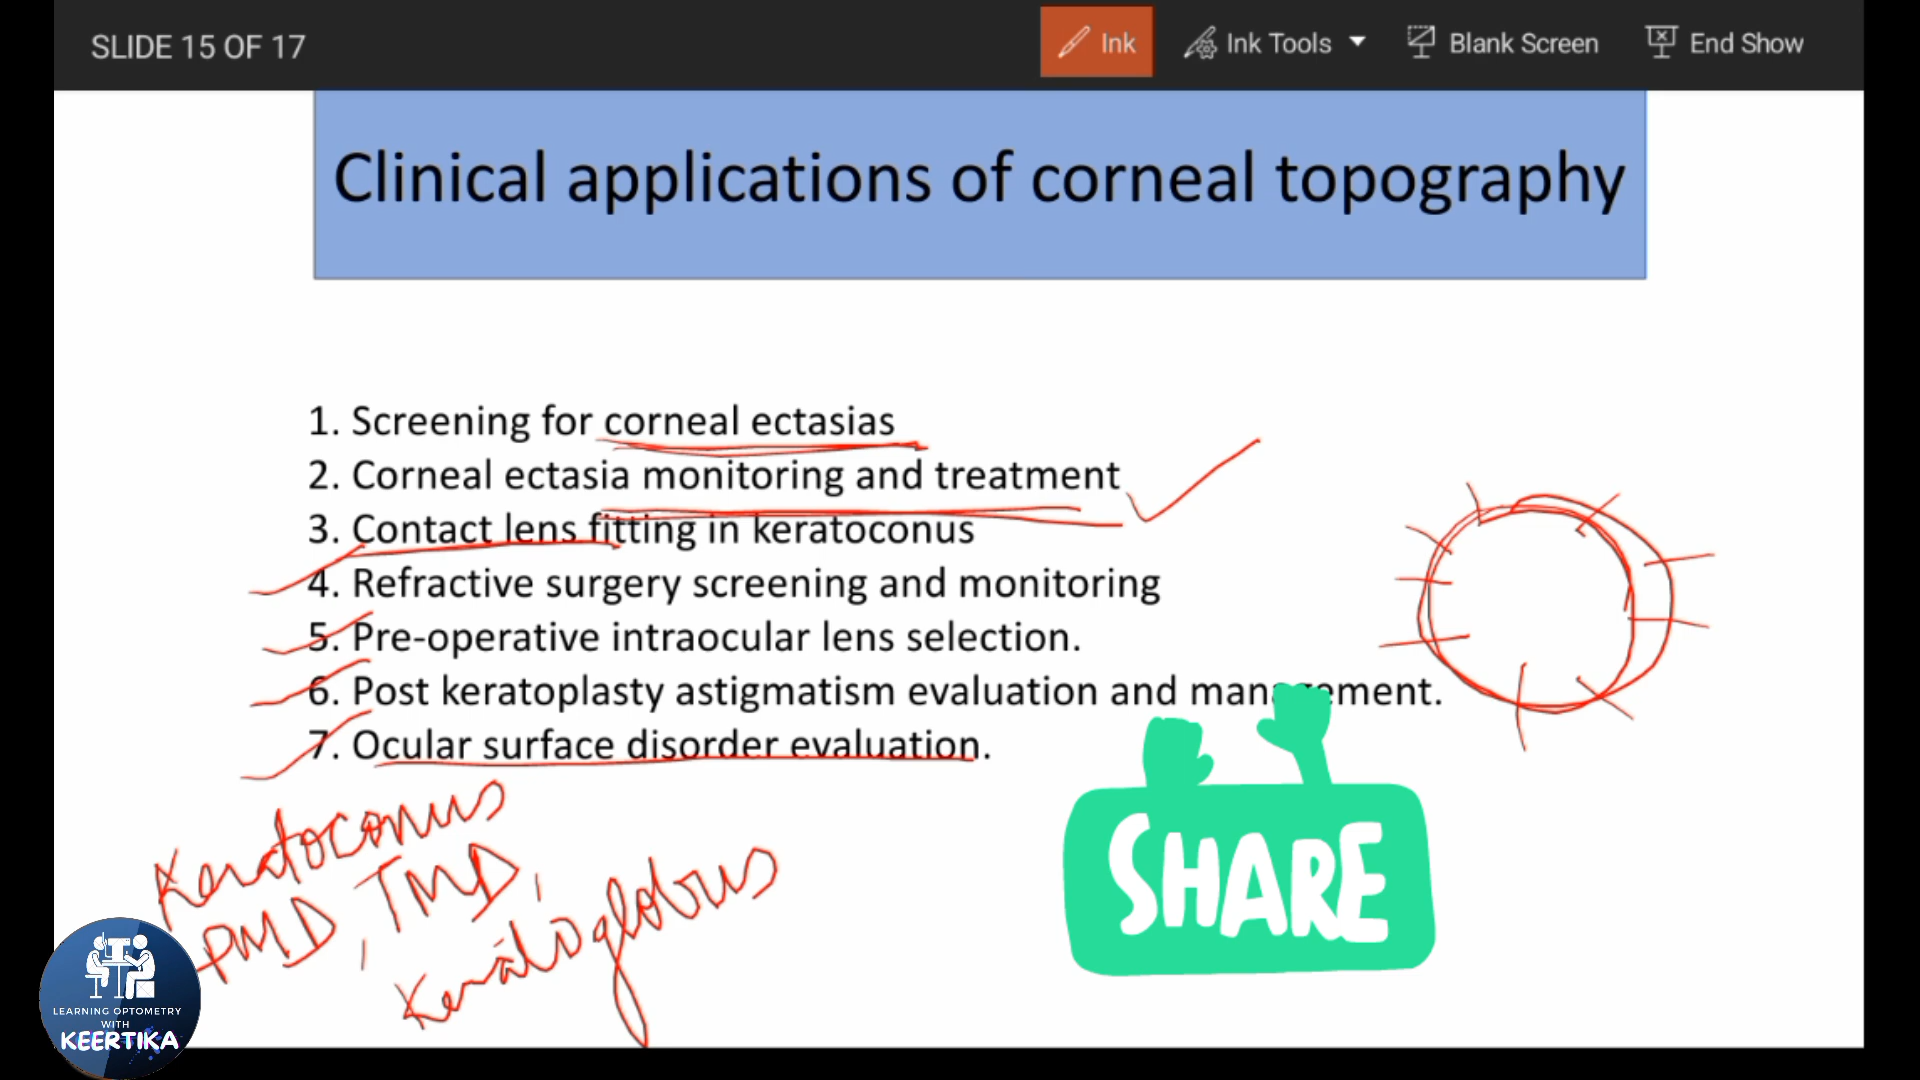 SLIDE 15 OF 17
Ink
Ink Tools
Blank Screen
End Show
Clinical applications of corneal topography
1. Screening for corneal ectasias
2. Corneal ectasia monitoring and treatment
3. Contact lens fitting in keratoconus
4. Refractive surgery screening and monitoring
5. Pre-operative intraocular lens selection.
6. Post keratoplasty astigmatism evaluation and management.
7. Ocular surface disorder evaluation.
Keratoconus
PMD, TMD,
Keratoglobus
SHARE
LEARNING OPTOMETRY
WITH
KEERTIKA